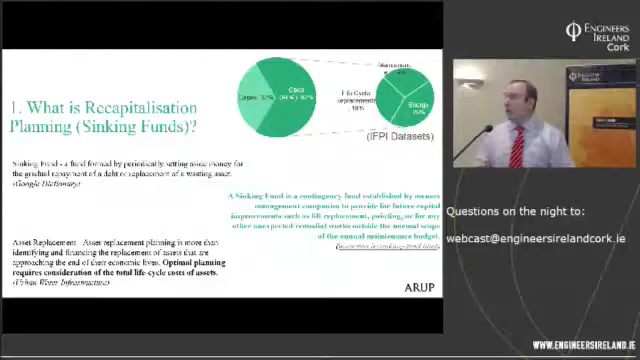 1. What is Recapitalisation
Planning (Sinking Funds)?
Sinking Fund - a fund formed by periodically setting aside money for
the gradual repayment of a debt or replacement of a wasting asset.
(Google Dictionary)
Asset Replacement - Asset replacement planning is more than
identifying and financing the replacement of assets that are
approaching the end of their economic lives. Optimal planning
requires consideration of the total life-cycle costs of assets.
(Urban Water Infrastructure)
Capex
Opex
Life Cycle
Replacements
19%
Energy
(IFPI Datasets)
A Sinking Fund is a contingency fund established by owners
management companies to provide for future capital
improvements such as lift replacement, painting, or for any
other unexpected remedial works outside the normal scope
of the annual maintenance budget.
ARUP
ENGINEERS
IRELAND
Cork
Questions on the night to:
webcast@engineersirelandcork.ie
WWW.ENGINEERSIRELAND.IE